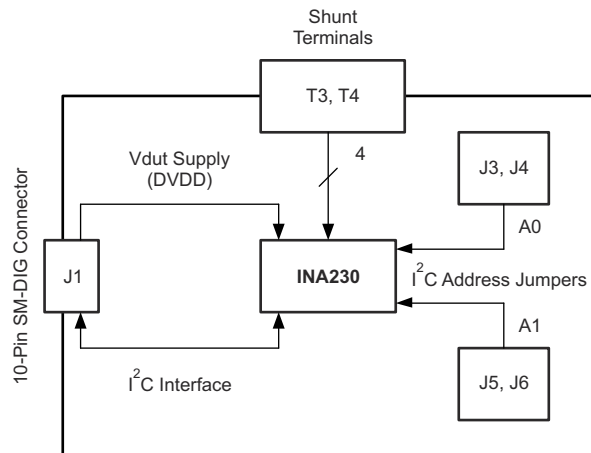 Shunt
Terminals
T3, T4
4
Vdut Supply
(DVDD)
J3, J4
A0
10-Pin SM-DIG Connector
J1
INA230
I²C Address Jumpers
A1
I²C Interface
J5, J6